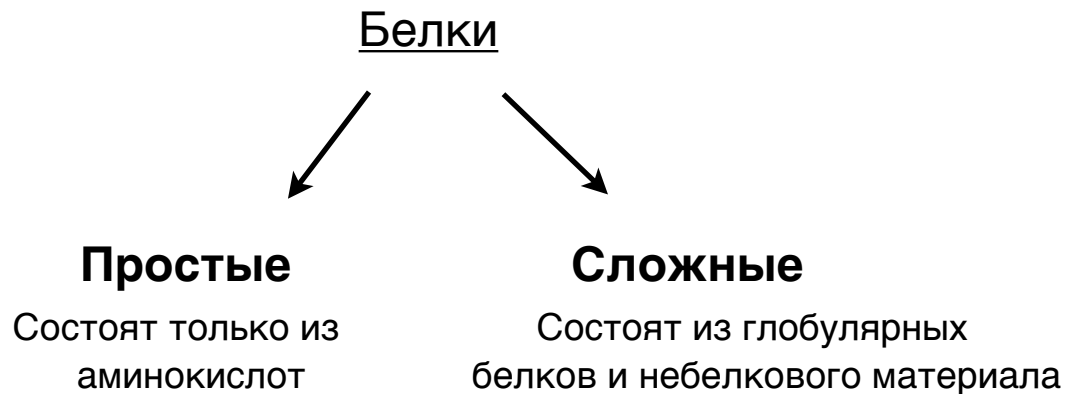 Белки
Простые
Сложные
Состоят только из
аминокислот
Состоят из глобулярных
белков и небелкового материала